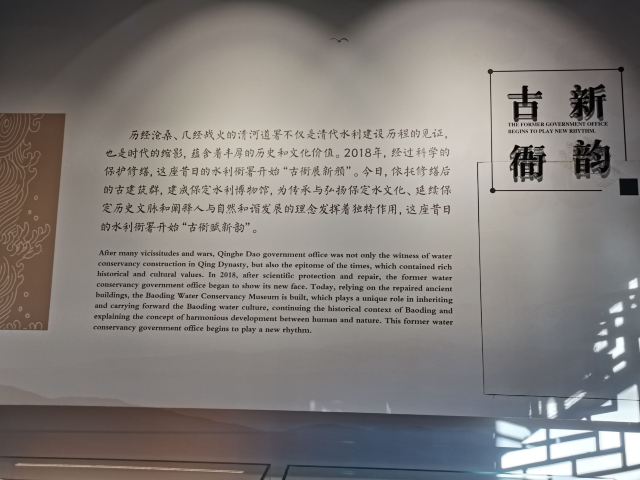 历经沧桑、几经战火的清河道署不仅是清代水利建设历程的见证，
也是时代的缩影，蕴含着丰厚的历史和文化价值。2018年，经过科学的
保护修缮，这座昔日的水利衙署开始“古衙展新颜”。今日，依托修缮后
的古建筑群，建成保定水利博物馆，为传承与弘扬保定水文化、延续保
定历史文脉和阐释人与自然和谐发展的理念发挥着独特作用，这座昔日
的水利衙署开始“古衙赋新韵”。
After many vicissitudes and wars, Qinghe Dao government office was not only the witness of water
conservancy construction in Qing Dynasty, but also the epitome of the times, which contained rich
historical and cultural values. In 2018, after scientific protection and repair, the former water
conservancy government office began to show its new face. Today, relying on the repaired ancient
buildings, the Baoding Water Conservancy Museum is built, which plays a unique role in inheriting
and carrying forward the Baoding water culture, continuing the historical context of Baoding and
explaining the concept of harmonious development between human and nature. This former water
conservancy government office begins to play a new rhythm.
古衙
新韵
THE FORMER GOVERNMENT OFFICE
BEGINS TO PLAY NEW RHYTHM.